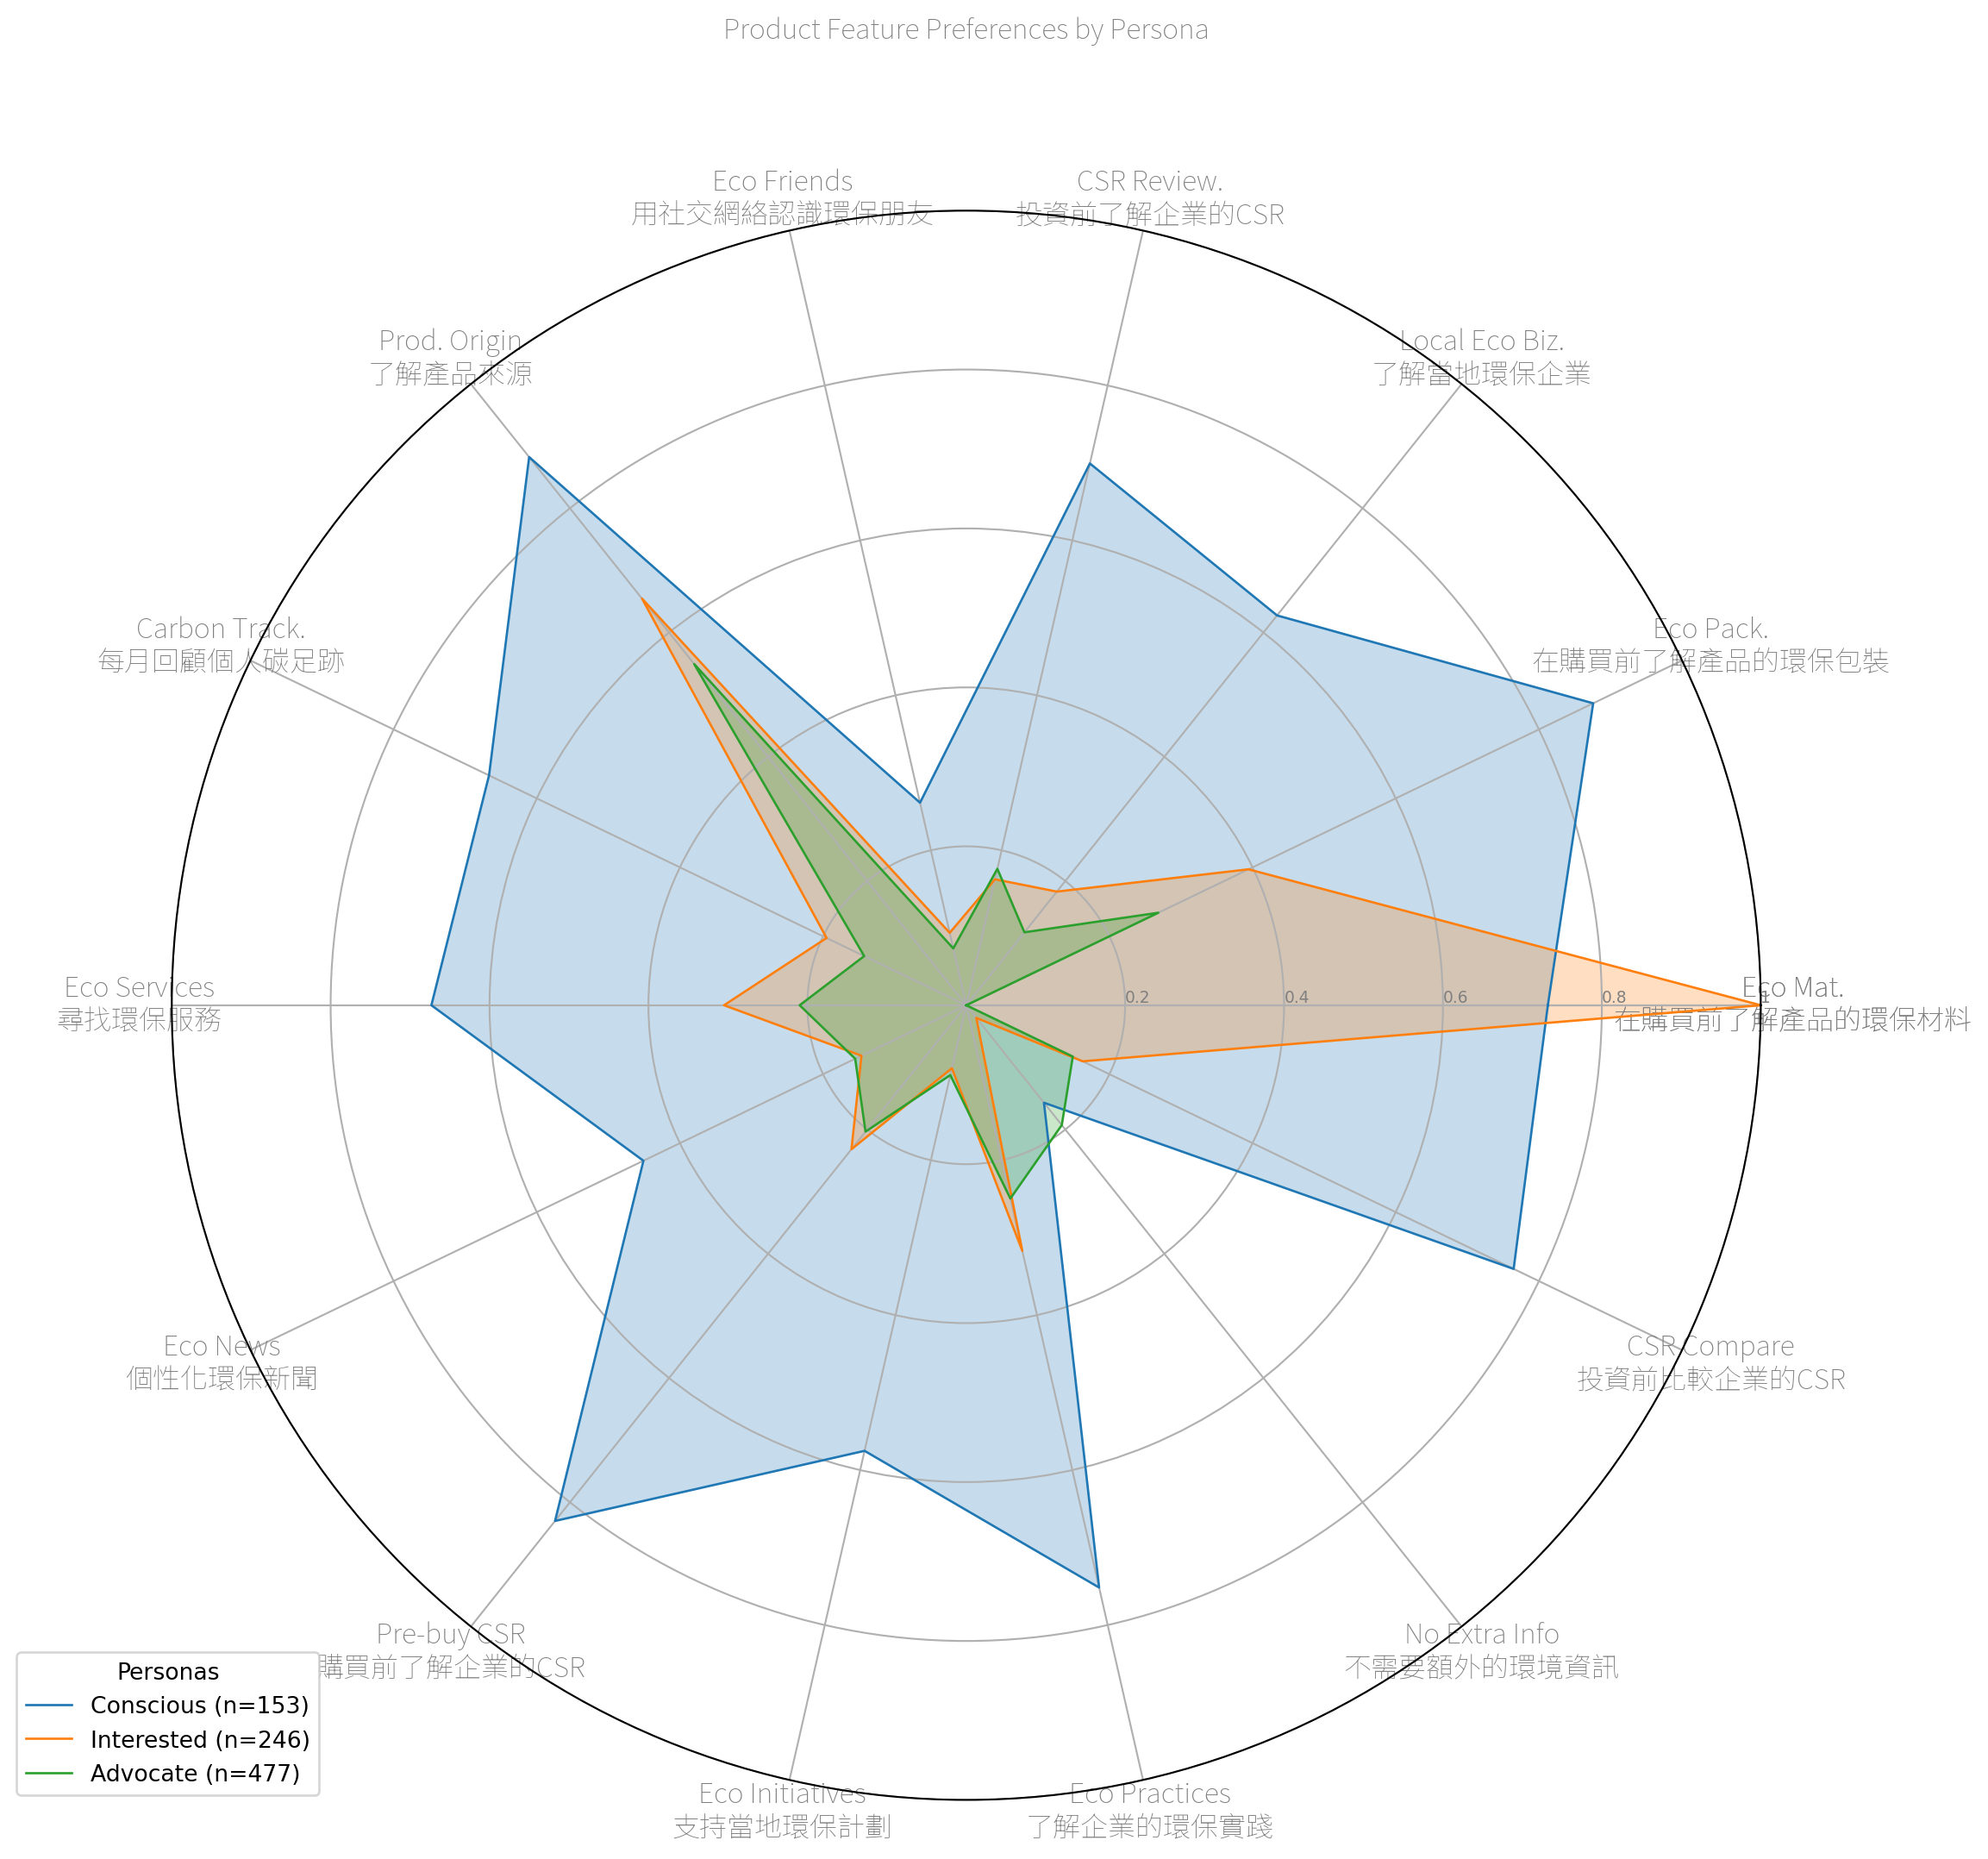 Product Feature Preferences by Persona
Eco Friends
用社交網絡認識環保朋友
CSR Review.
投資前了解企業的CSR
Prod. Origin
了解產品來源
Local Eco Biz.
了解當地環保企業
Carbon Track.
每月回顧個人碳足跡
Eco Pack.
在購買前了解產品的環保包裝
Eco Services
尋找環保服務
0.2
0.4
0.6
0.8
1
Eco Mat.
在購買前了解產品的環保材料
Eco News
個性化環保新聞
CSR Compare
投資前比較企業的CSR
Pre-buy CSR
購買前了解企業的CSR
No Extra Info
不需要額外的環境資訊
Personas
Conscious (n=153)
Interested (n=246)
Advocate (n=477)
Eco Initiatives
支持當地環保計劃
Eco Practices
了解企業的環保實踐